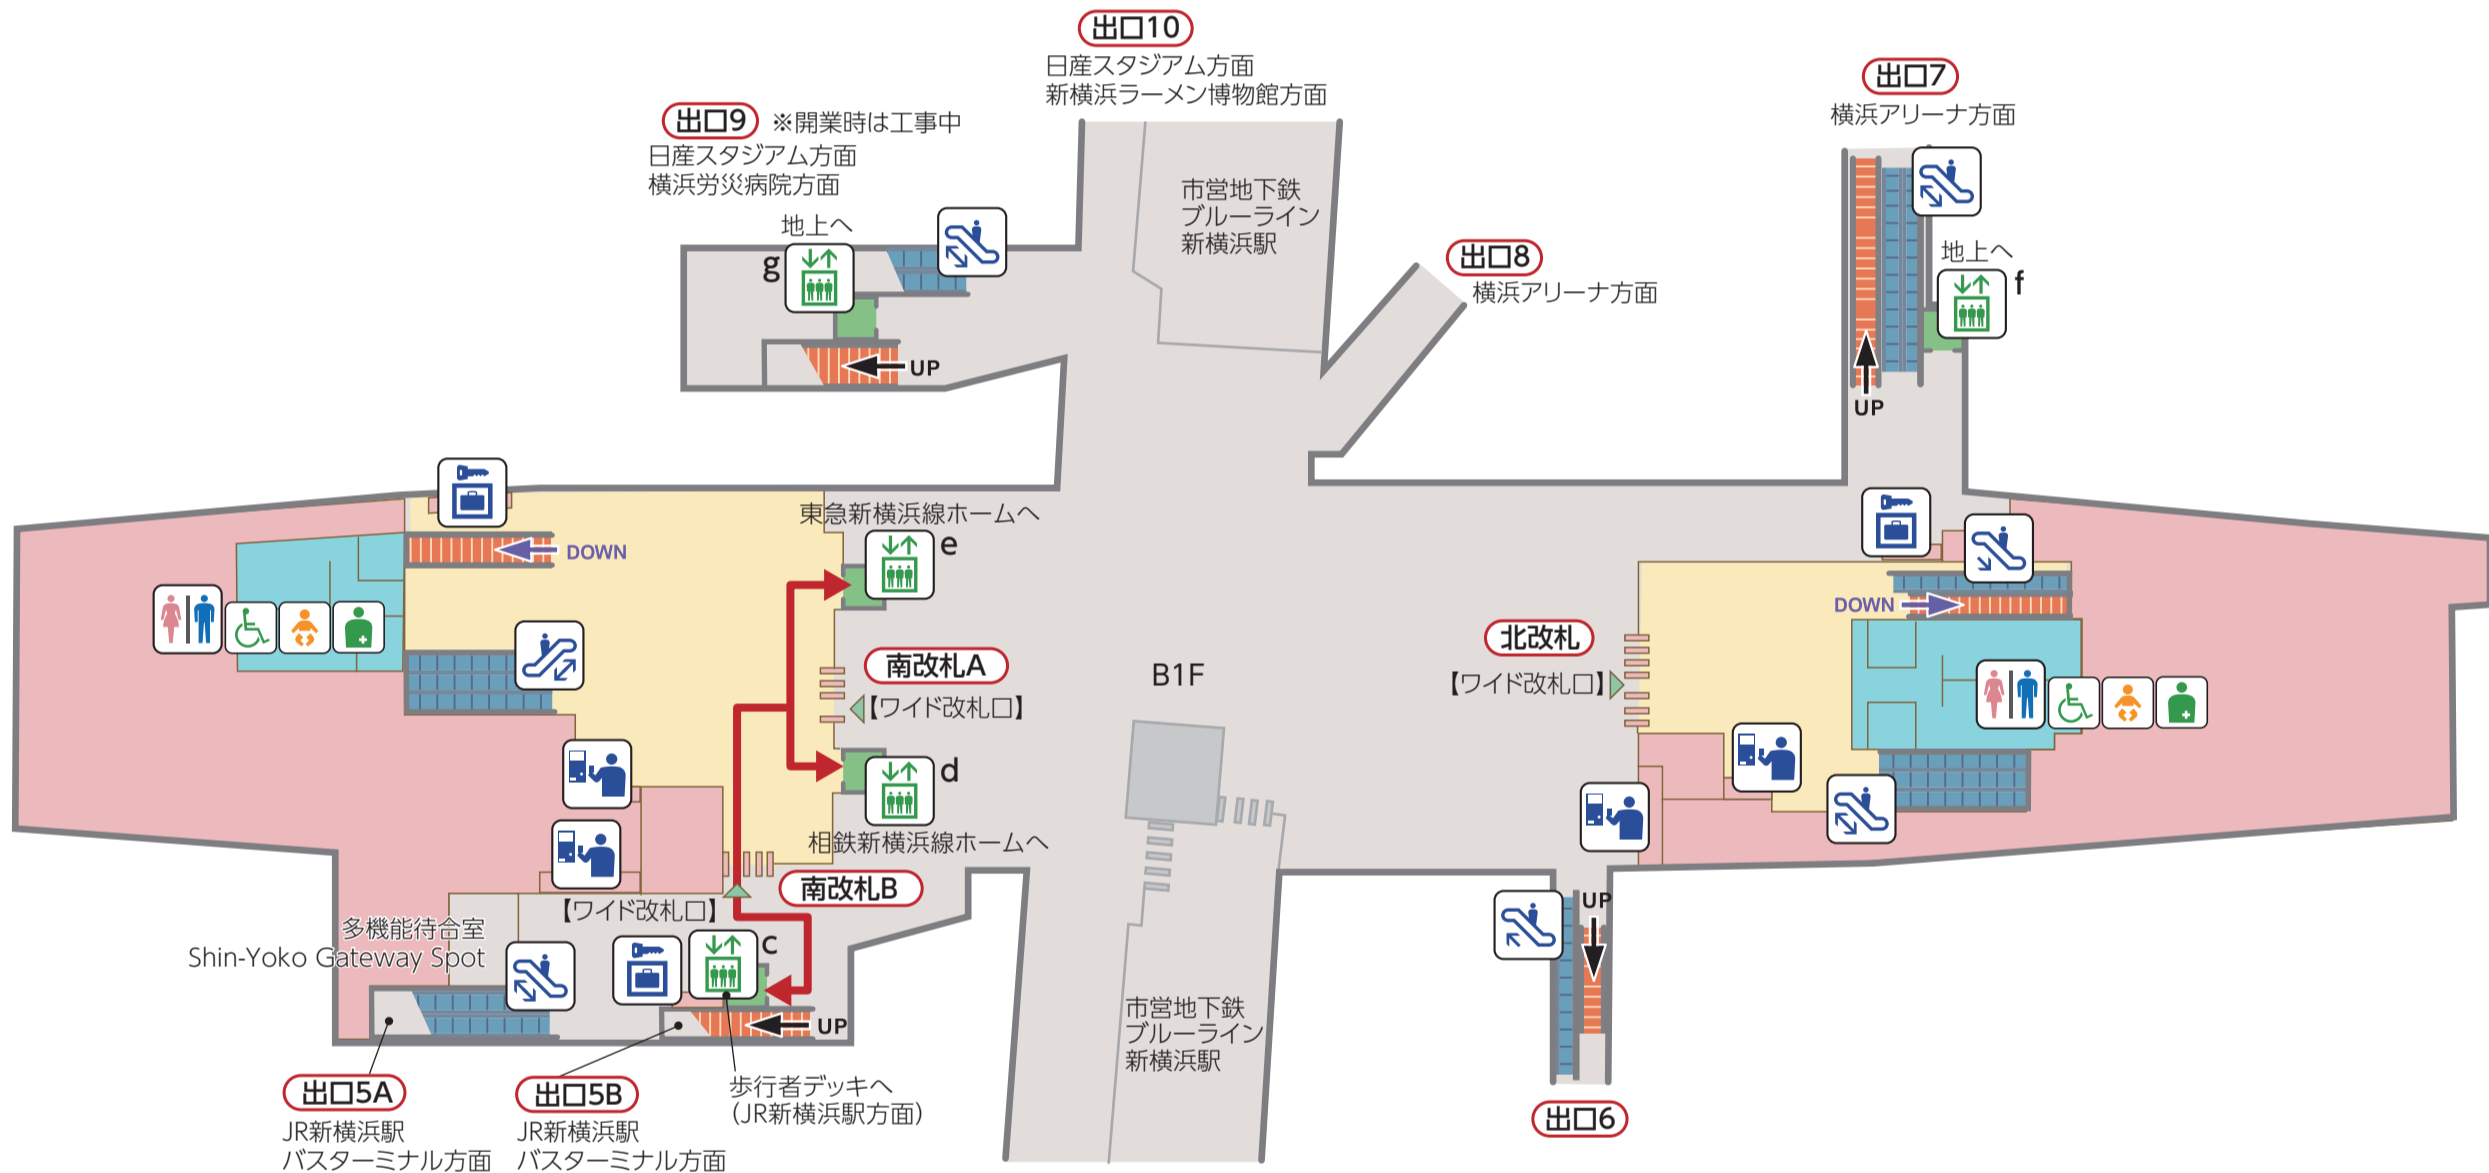 出口10
日産スタジアム方面
新横浜ラーメン博物館方面
出口7
横浜アリーナ方面
出口9 ※開業時は工事中
日産スタジアム方面
横浜労災病院方面
地上へ
g
市営地下鉄
ブルーライン
新横浜駅
出口8
横浜アリーナ方面
地上へ
f
UP
UP
東急新横浜線ホームへ
e
DOWN
DOWN
南改札A
【ワイド改札口】
B1F
北改札
【ワイド改札口】
d
相鉄新横浜線ホームへ
南改札B
【ワイド改札口】
多機能待合室
Shin-Yoko Gateway Spot
c
UP
UP
市営地下鉄
ブルーライン
新横浜駅
出口5A
JR新横浜駅
バスターミナル方面
出口5B
JR新横浜駅
バスターミナル方面
歩行者デッキへ
（JR新横浜駅方面）
出口6